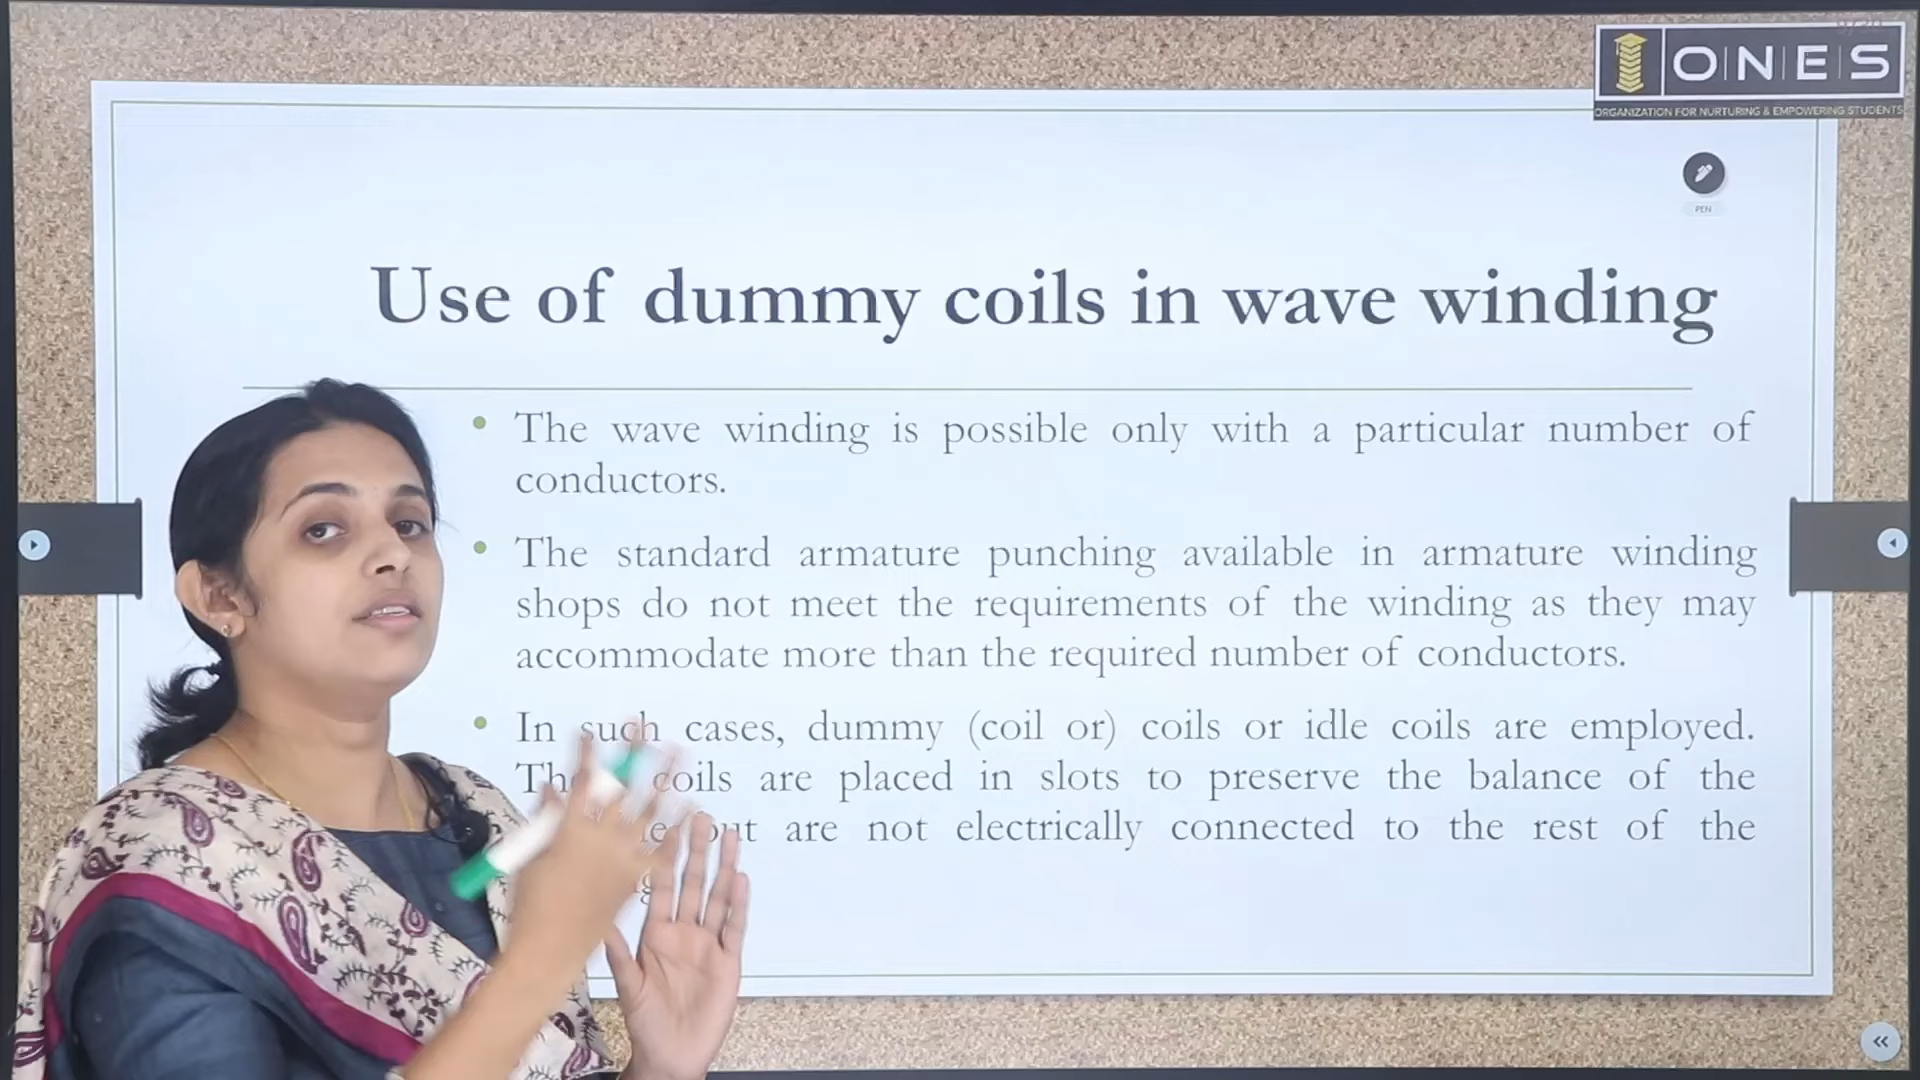 ONES
ORGANIZATION FOR NURTURING & EMPOWERING STUDENTS
PEN
Use of dummy coils in wave winding
• The wave winding is possible only with a particular number of
conductors.
• The standard armature punching available in armature winding
shops do not meet the requirements of the winding as they may
accommodate more than the required number of conductors.
• In such cases, dummy (coil or) coils or idle coils are employed.
coils are placed in slots to preserve the balance of the
but are not electrically connected to the rest of the